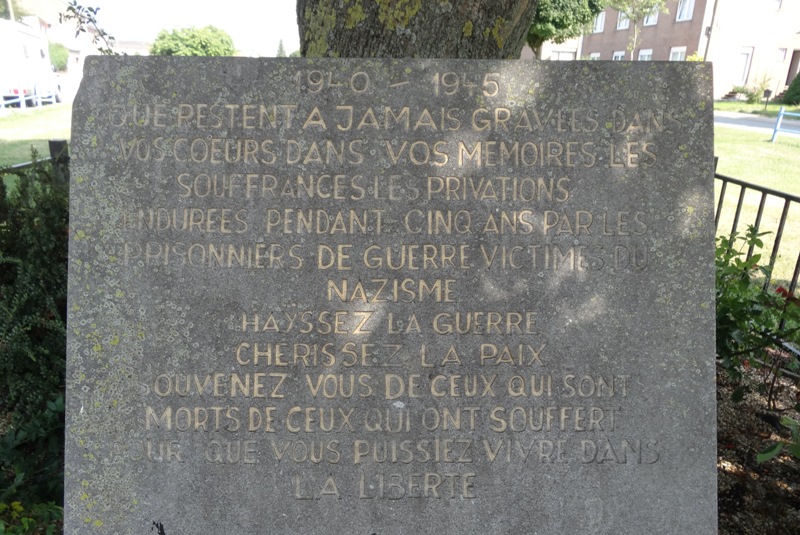 1940 – 1945
QUE RESTENT A JAMAIS GRAVEES DANS
VOS COEURS DANS VOS MEMOIRES LES
SOUFFRANCES LES PRIVATIONS
ENDUREES PENDANT CINQ ANS PAR LES
PRISONNIERS DE GUERRE VICTIMES DU
NAZISME
HAYSSEZ LA GUERRE
CHERISSEZ LA PAIX
SOUVENEZ VOUS DE CEUX QUI SONT
MORTS DE CEUX QUI ONT SOUFFERT
POUR QUE VOUS PUISSIEZ VIVRE DANS
LA LIBERTE